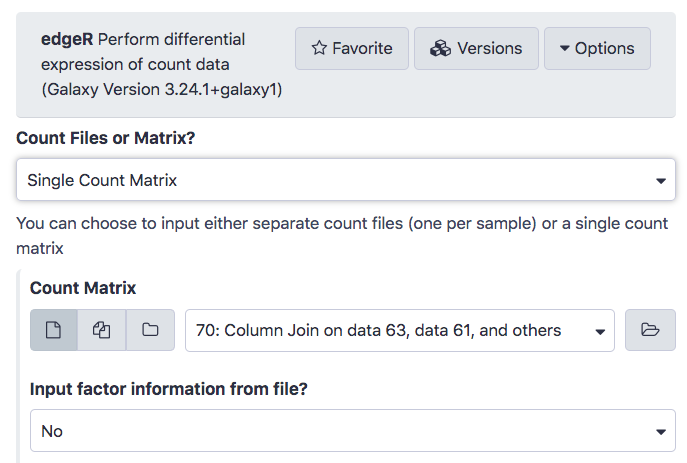 edgeR Perform differential
expression of count data
(Galaxy Version 3.24.1+galaxy1)
Favorite
Versions
Options
Count Files or Matrix?
Single Count Matrix
You can choose to input either separate count files (one per sample) or a single count
matrix
Count Matrix
70: Column Join on data 63, data 61, and others
Input factor information from file?
No